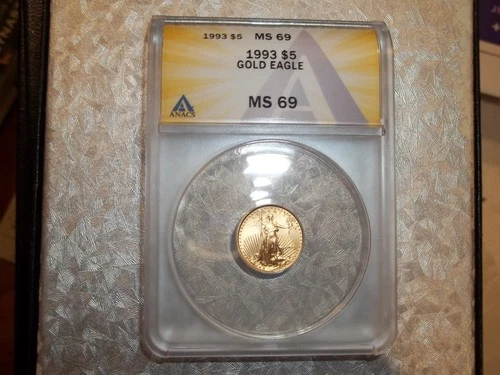 1993 $5 MS 69
1993 $5
GOLD EAGLE
MS 69
ANACS